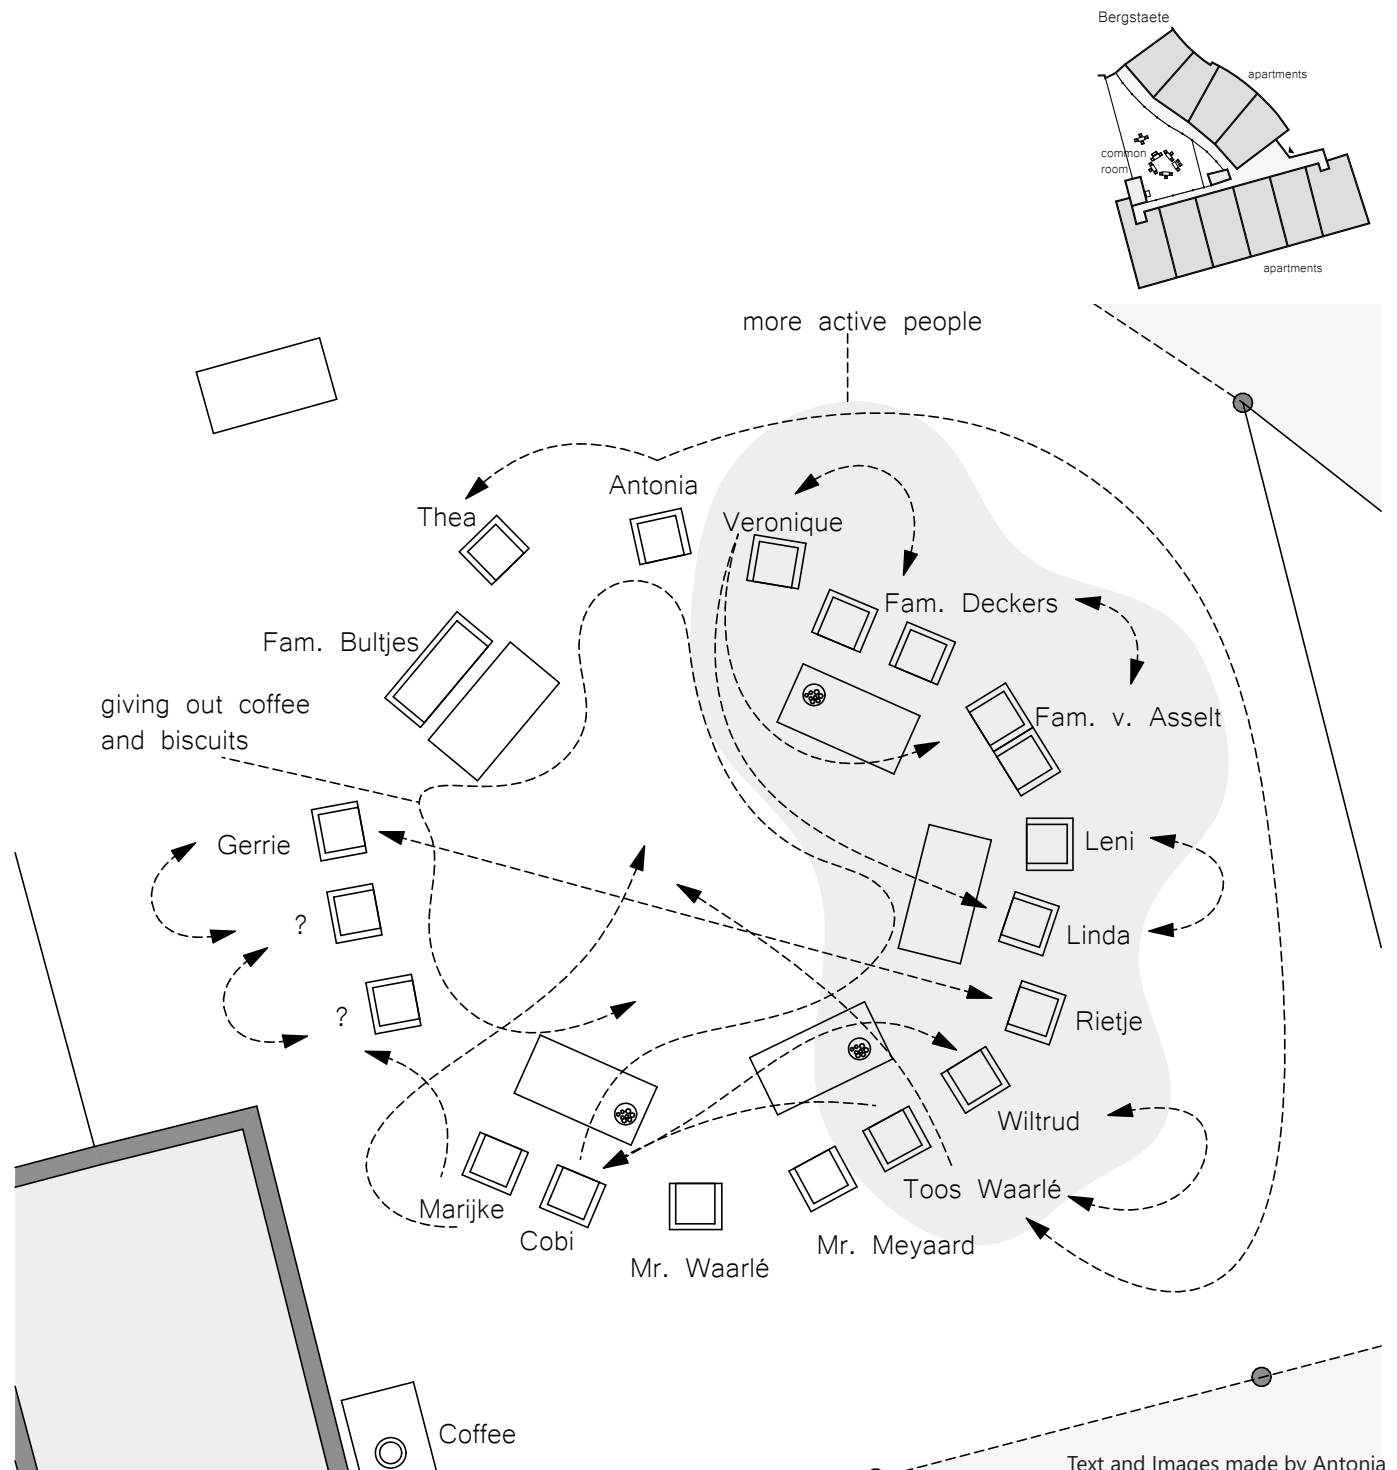 Bergstaete
apartments
common
room
apartments
more active people
Antonia
Thea
Veronique
Fam. Deckers
Fam. Bultjes
giving out coffee
and biscuits
Fam. v. Asselt
Gerrie
Leni
?
Linda
?
Rietje
Wiltrud
Toos Waarlé
Marijke
Cobi
Mr. Meyaard
Mr. Waarlé
Coffee
Text and Images made by Antonia